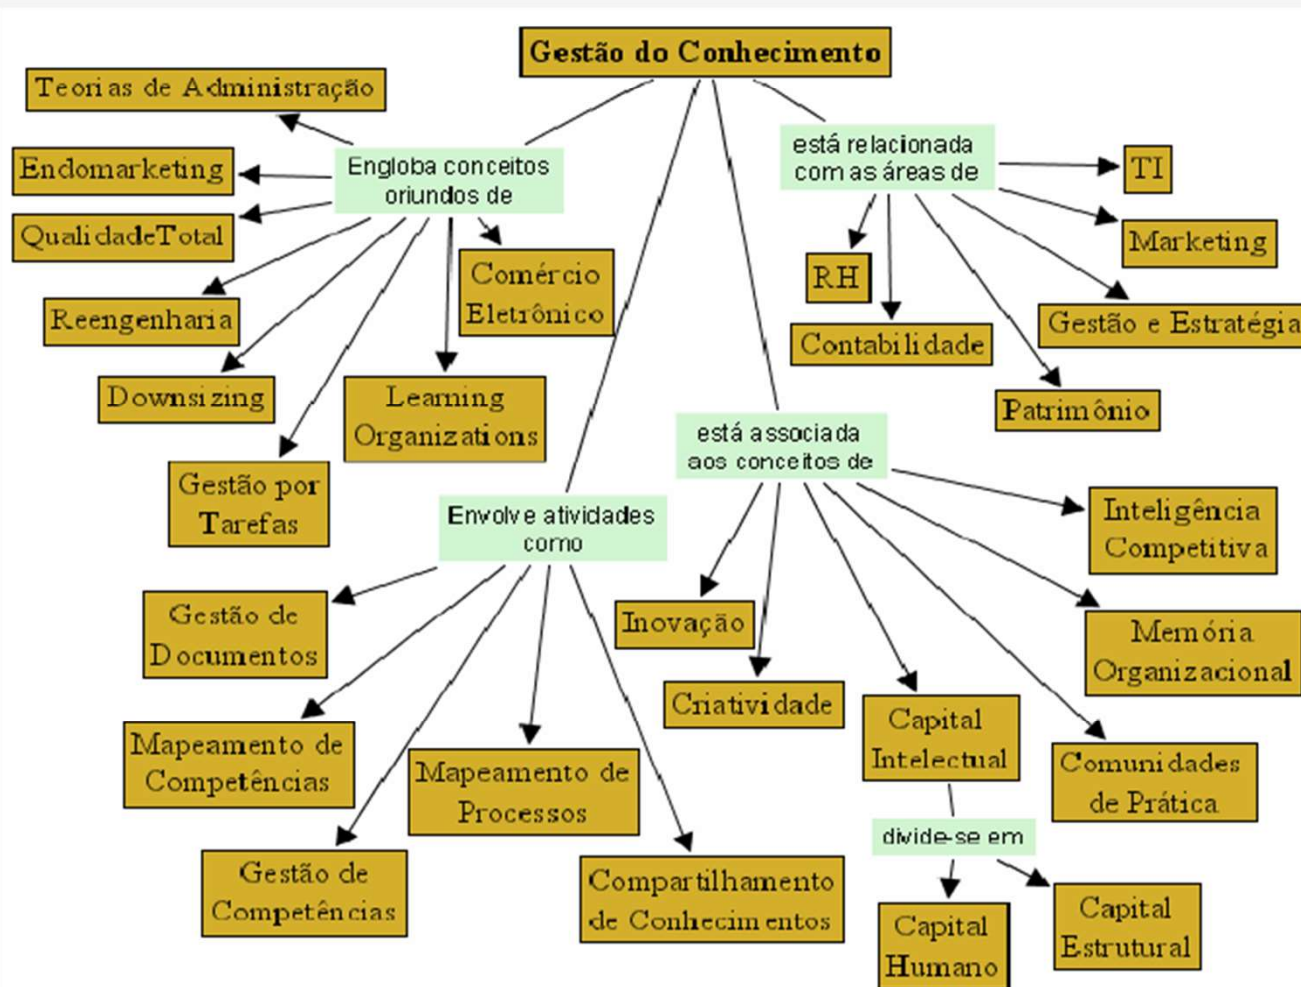 Gestão do Conhecimento
Teorias de Administração
Endomarketing
QualidadeTotal
Reengenharia
Downsizing
Gestão por
Tarefas
Learning
Organizations
Comércio
Eletrônico
Engloba conceitos
oriundos de
está relacionada
com as áreas de
TI
Marketing
Gestão e Estratégia
Patrimônio
Contabilidade
RH
está associada
aos conceitos de
Inteligência
Competitiva
Memória
Organizacional
Comunidades
de Prática
Capital
Intelectual
Criatividade
Inovação
divide-se em
Capital
Humano
Capital
Estrutural
Envolve atividades
como
Gestão de
Documentos
Mapeamento de
Competências
Gestão de
Competências
Mapeamento de
Processos
Compartilhamento
de Conhecimentos